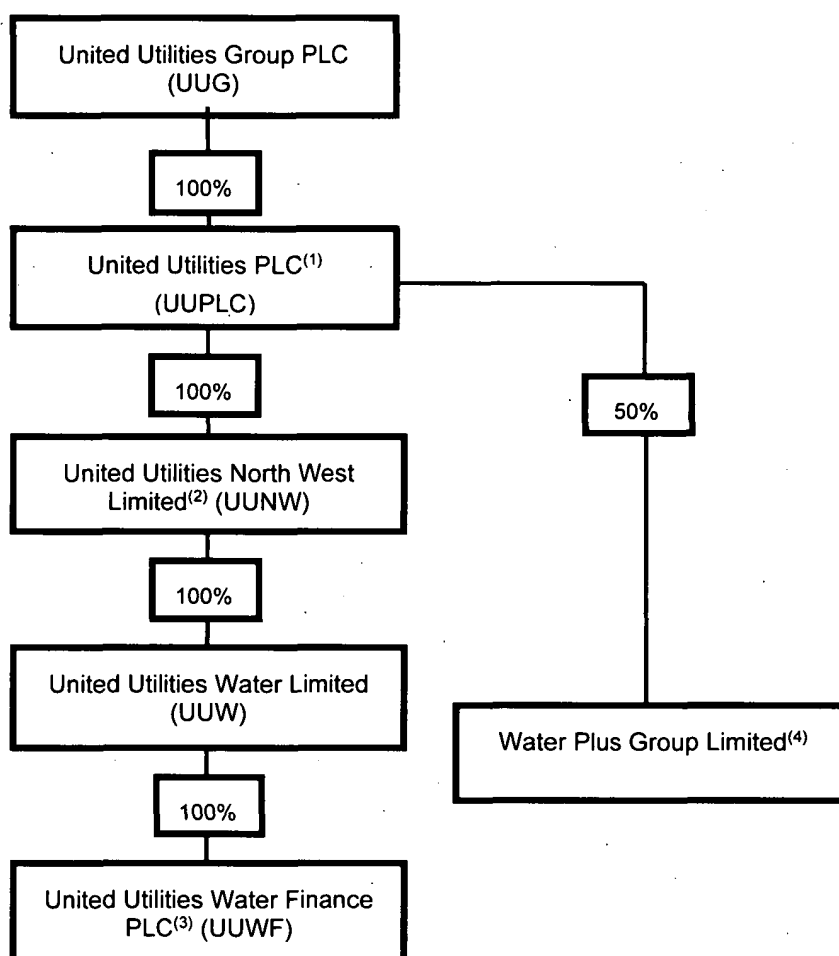 United Utilities Group PLC
(UUG)
100%
United Utilities PLC(1)
(UUPLC)
100%
50%
United Utilities North West
Limited(2) (UUNW)
100%
United Utilities Water Limited
(UUW)
Water Plus Group Limited(4)
100%
United Utilities Water Finance
PLC(3) (UUWF)